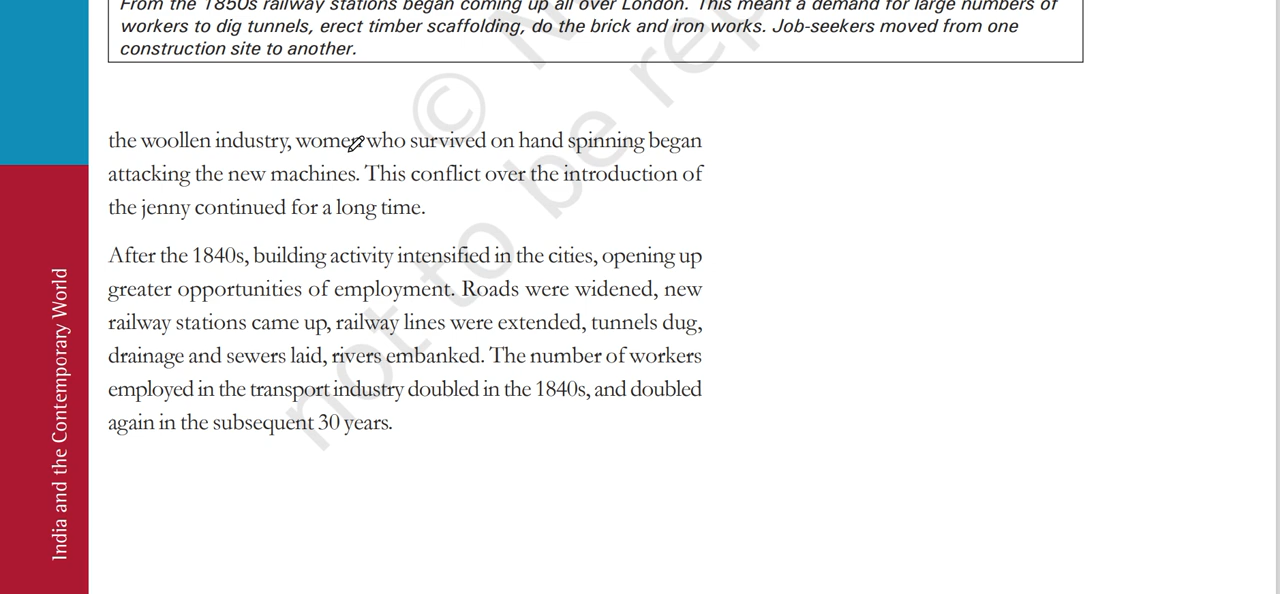 From the 1850s railway stations began coming up all over London. This meant a demand for large numbers of
workers to dig tunnels, erect timber scaffolding, do the brick and iron works. Job-seekers moved from one
construction site to another.
the woollen industry, women who survived on hand spinning began
attacking the new machines. This conflict over the introduction of
the jenny continued for a long time.
After the 1840s, building activity intensified in the cities, opening up
greater opportunities of employment. Roads were widened, new
railway stations came up, railway lines were extended, tunnels dug,
drainage and sewers laid, rivers embanked. The number of workers
employed in the transport industry doubled in the 1840s, and doubled
again in the subsequent 30 years.
India and the Contemporary World
© N
not to be rep